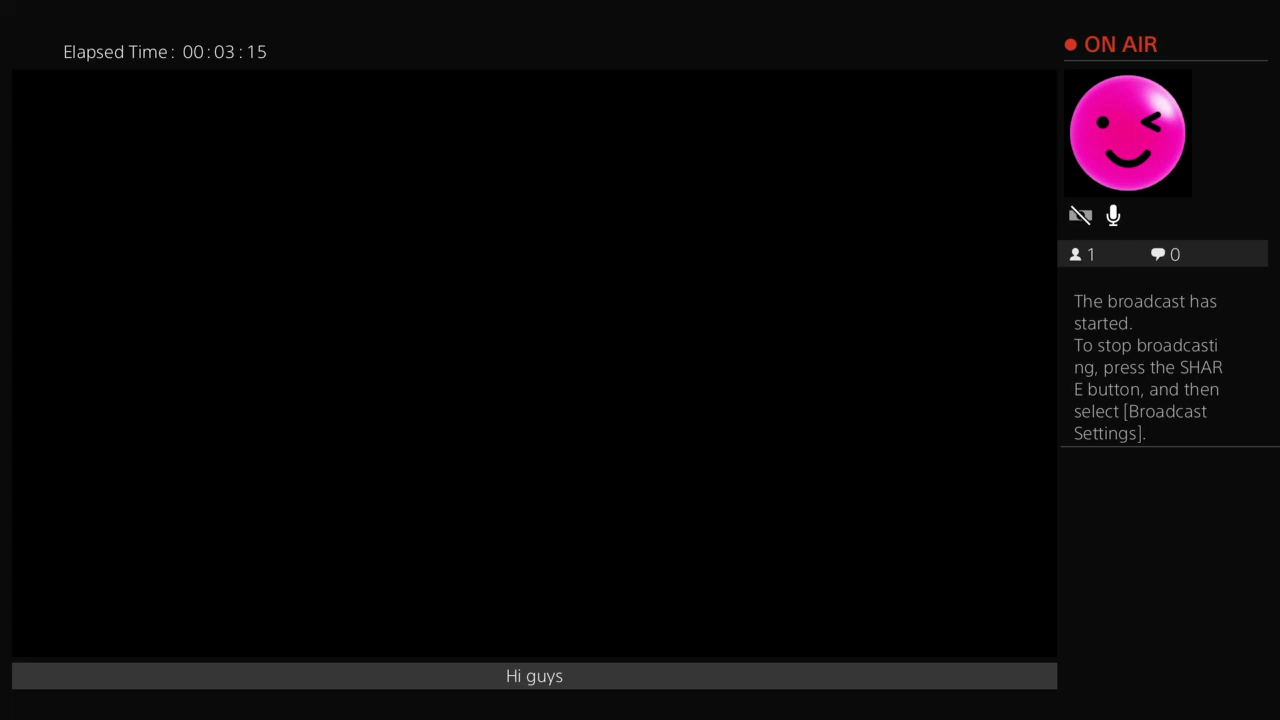 Elapsed Time: 00:03:15
ON AIR
1
0
The broadcast has
started.
To stop broadcasti
ng, press the SHAR
E button, and then
select [Broadcast
Settings].
Hi guys